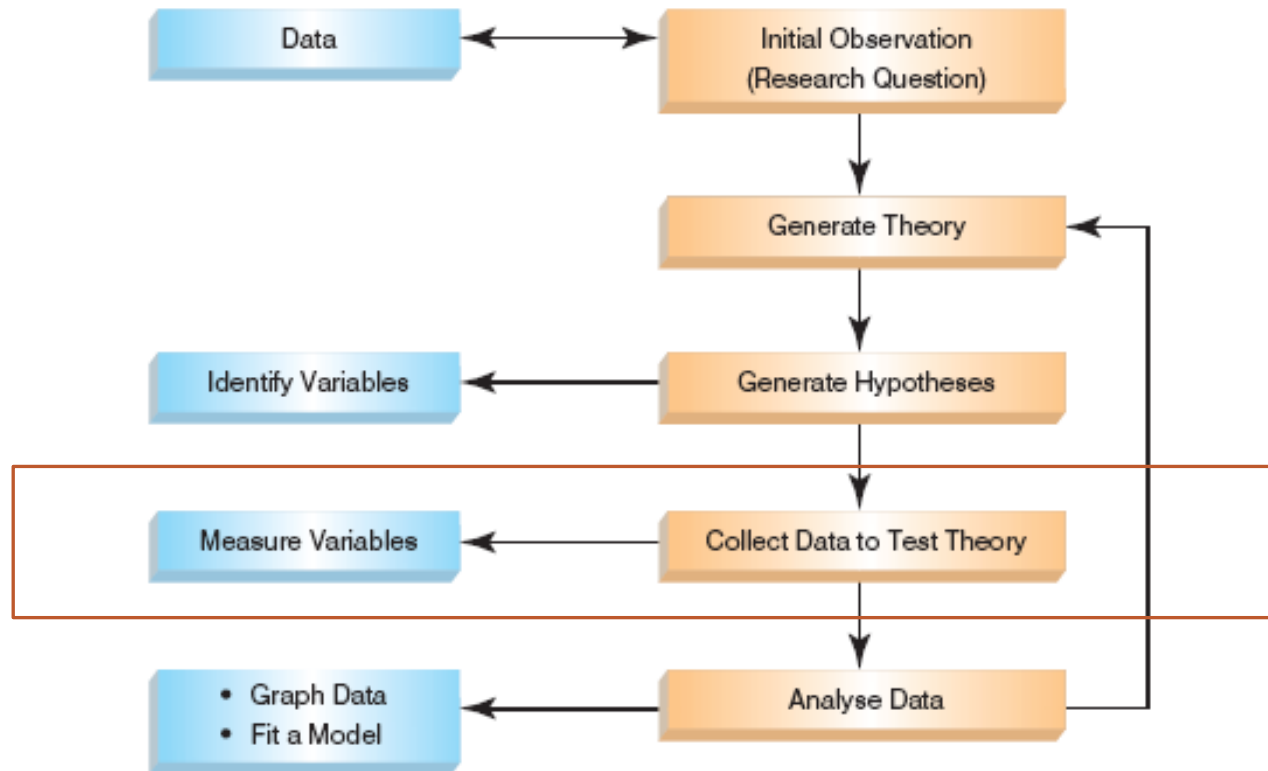 Data
Initial Observation
(Research Question)
Generate Theory
Identify Variables
Generate Hypotheses
Measure Variables
Collect Data to Test Theory
• Graph Data
• Fit a Model
Analyse Data